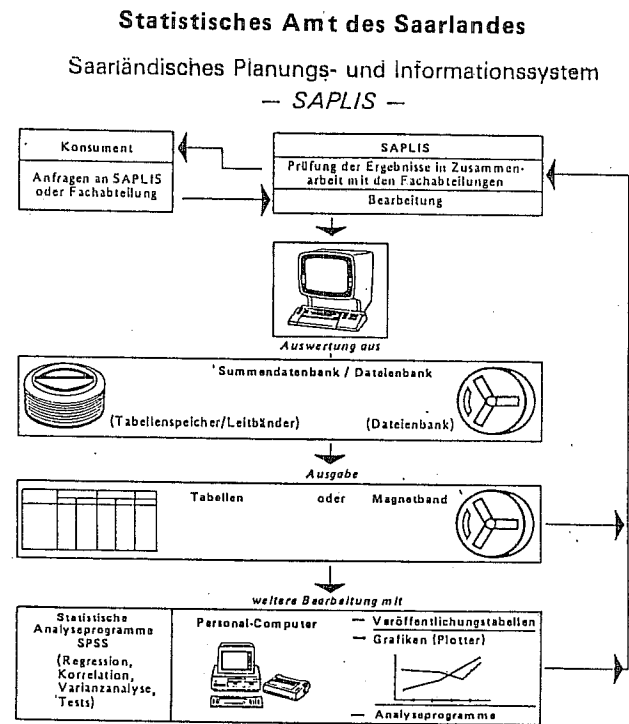 Statistisches Amt des Saarlandes
Saarländisches Planungs- und Informationssystem
— SAPLIS —
Konsument
Anfragen an SAPLIS
oder Fachabteilung
SAPLIS
Prüfung der Ergebnisse in Zusammen-
arbeit mit den Fachabteilungen
Bearbeitung
Auswertung aus
Summendatenbank / Dateienbank
(Tabellenspeicher/Leitbänder)
(Dateienbank)
Ausgabe
Tabellen oder Magnetband
weitere Bearbeitung mit
Statistische
Analyseprogramme
SPSS
(Regression,
Korrelation,
Varianzanalyse,
Tests)
Personal-Computer
— Veröffentlichungstabellen
— Grafiken (Plotter)
— Analyseprogramme